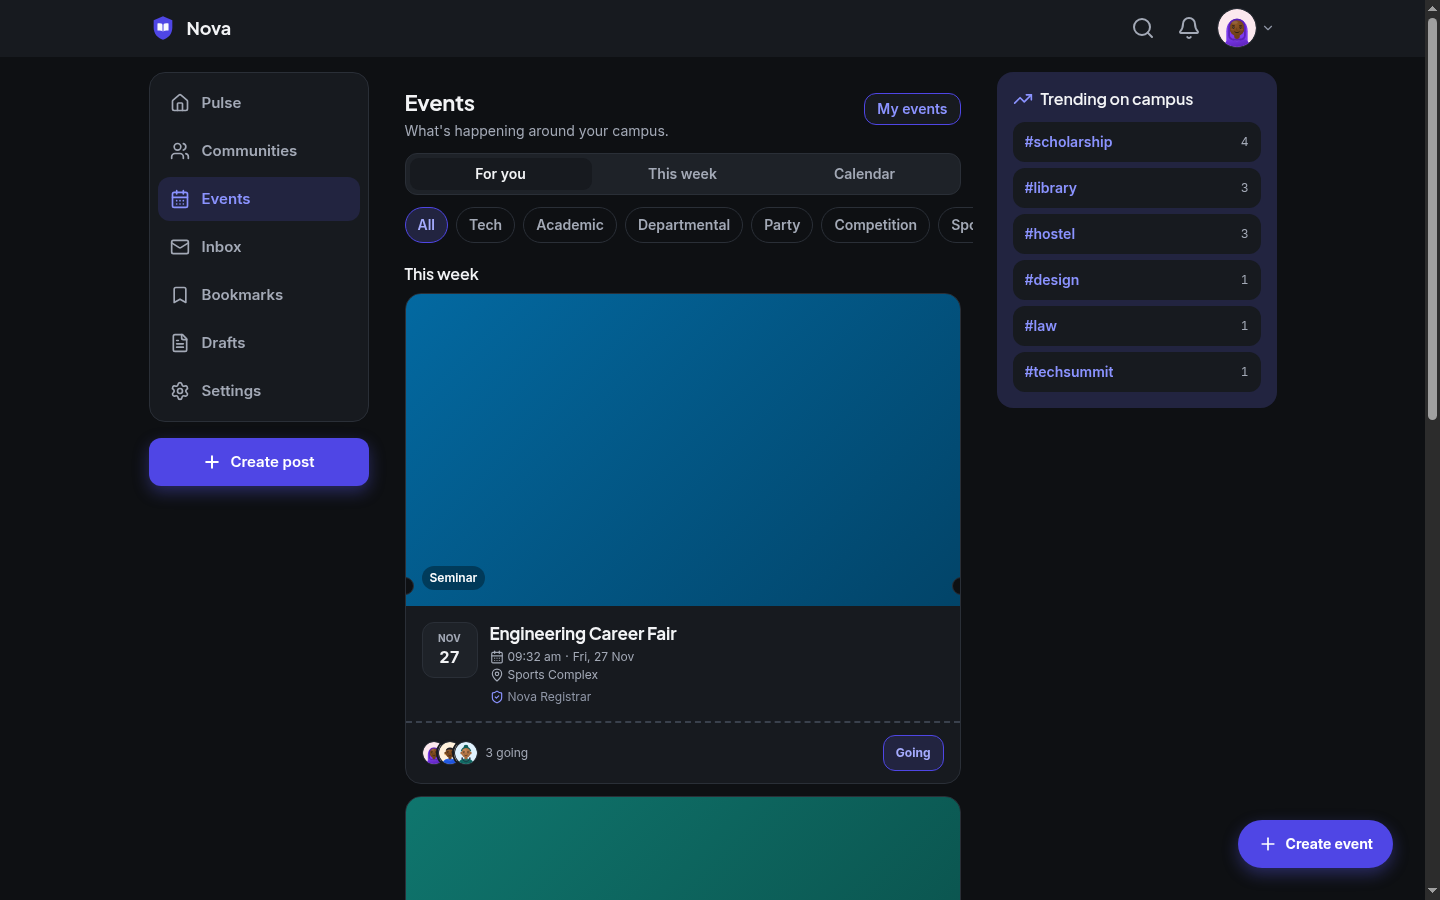 Nova
Pulse
Communities
Events
Inbox
Bookmarks
Drafts
Settings
Create post
Events
What's happening around your campus.
My events
For you
This week
Calendar
All
Tech
Academic
Departmental
Party
Competition
Spo
This week
Seminar
NOV
27
Engineering Career Fair
09:32 am · Fri, 27 Nov
Sports Complex
Nova Registrar
3 going
Going
Trending on campus
#scholarship 4
#library 3
#hostel 3
#design 1
#law 1
#techsummit 1
Create event